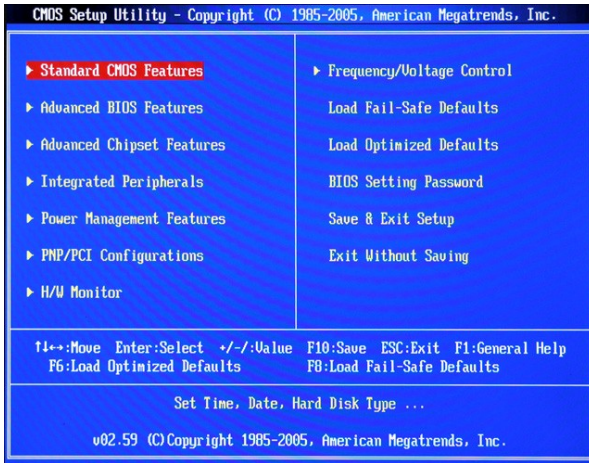 CMOS Setup Utility - Copyright (C) 1985-2005, American Megatrends, Inc.
▶ Standard CMOS Features
▶ Advanced BIOS Features
▶ Advanced Chipset Features
▶ Integrated Peripherals
▶ Power Management Features
▶ PNP/PCI Configurations
▶ H/W Monitor
▶ Frequency/Voltage Control
Load Fail-Safe Defaults
Load Optimized Defaults
BIOS Setting Password
Save & Exit Setup
Exit Without Saving
↑↓←→:Move Enter:Select +/-/:Value F10:Save ESC:Exit F1:General Help
F6:Load Optimized Defaults F8:Load Fail-Safe Defaults
Set Time, Date, Hard Disk Type ...
v02.59 (C)Copyright 1985-2005, American Megatrends, Inc.